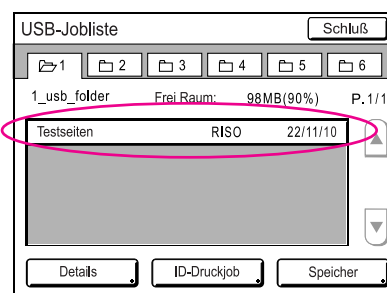 USB-Jobliste Schluß
1 2 3 4 5 6
1_usb_folder Frei Raum: 98MB(90%) P.1/1
Testseiten RISO 22/11/10
Details ID-Druckjob Speicher